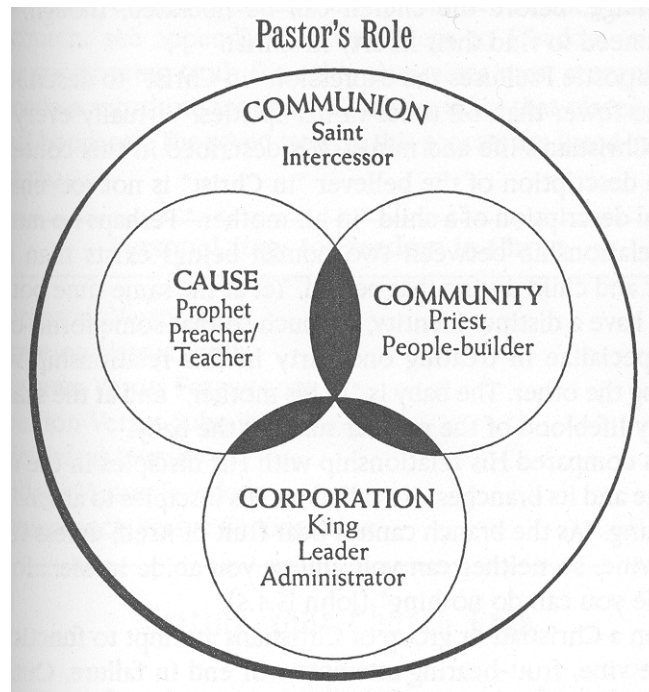 Pastor's Role
COMMUNION
Saint
Intercessor
CAUSE
Prophet
Preacher
Teacher
COMMUNITY
Priest
People-builder
CORPORATION
King
Leader
Administrator